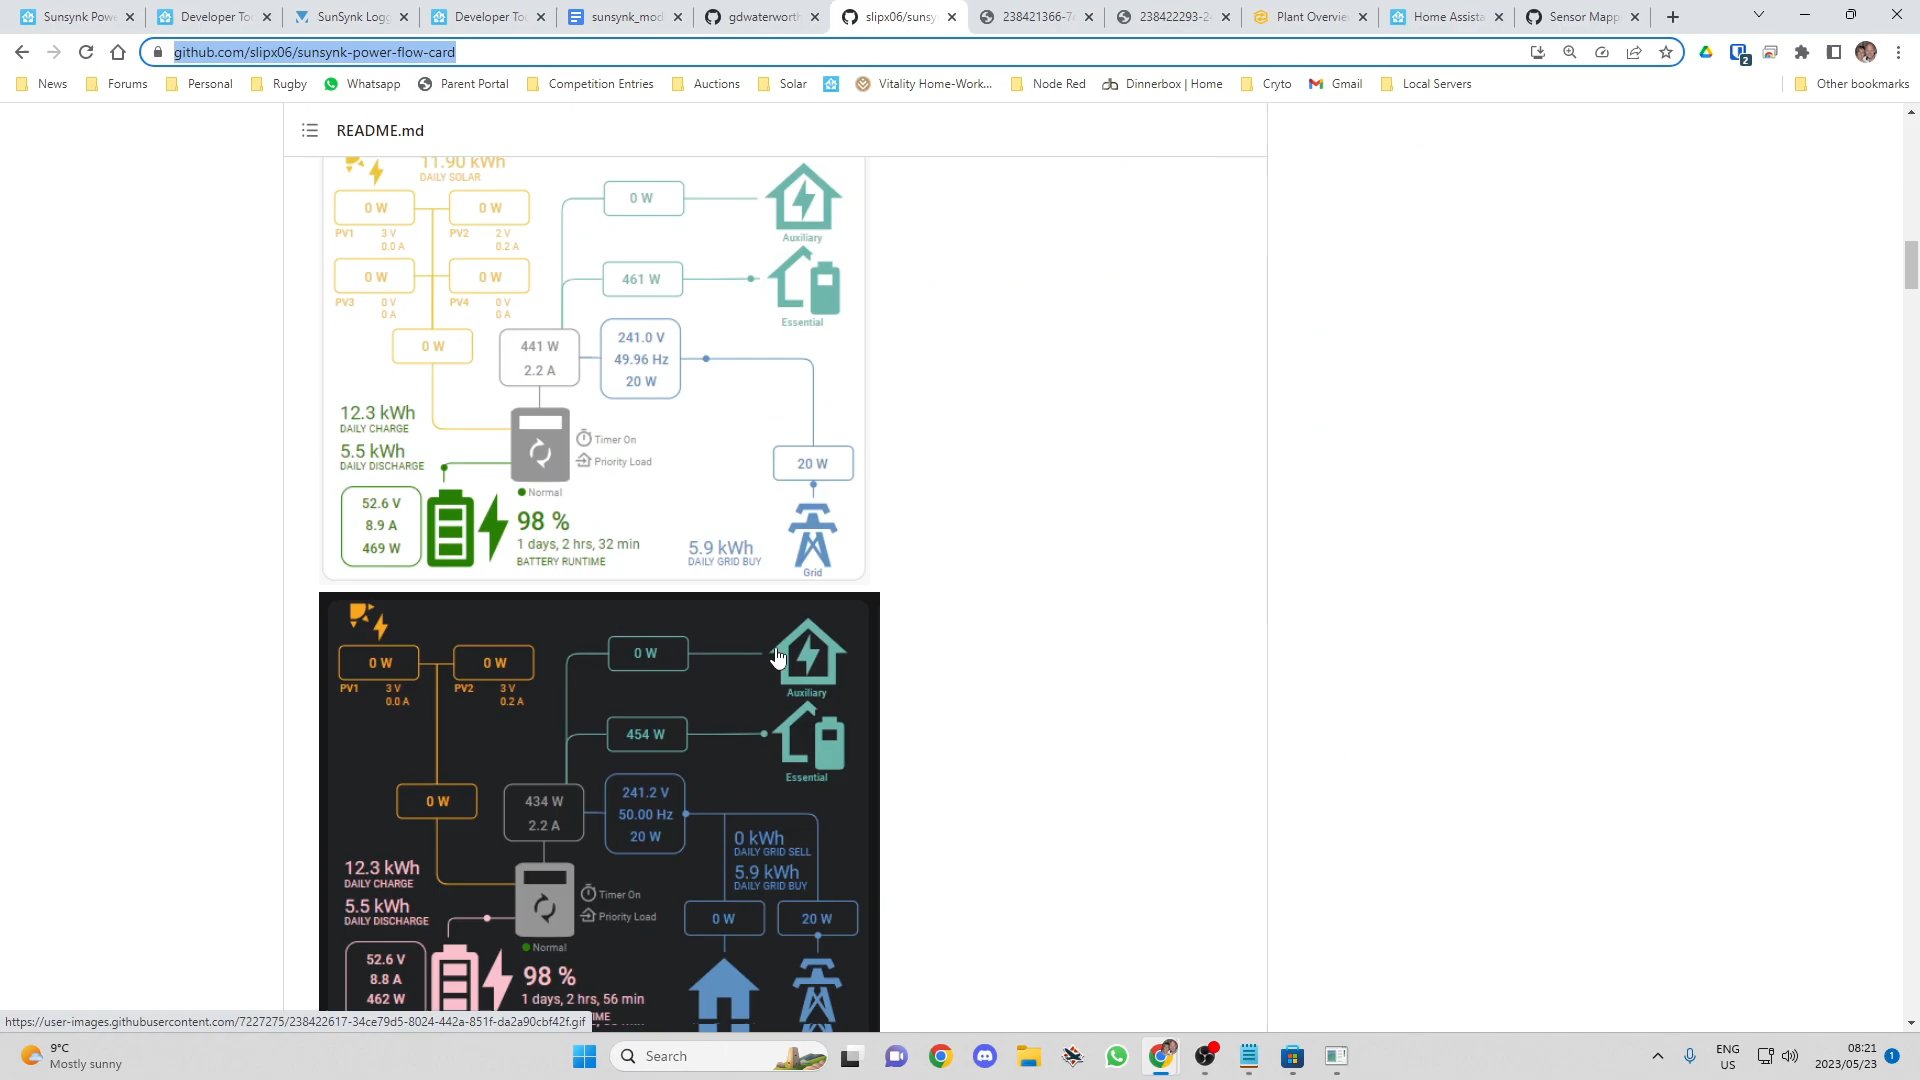 Sunsynk Pow
Developer To
SunSynk Logg
Developer To
sunsynk_mod
gdwaterworth
slipx06/sunsy
238421366-7
238422293-2
Plant Overvie
Home Assista
Sensor Mapp
github.com/slipx06/sunsynk-power-flow-card
News Forums Personal Rugby Whatsapp Parent Portal Competition Entries Auctions Solar Vitality Home-Work... Node Red Dinnerbox | Home Cryto Gmail Local Servers Other bookmarks
README.md
11.90 kWh
DAILY SOLAR
0 W
0 W
PV1 3 V
0.0 A
PV2 2 V
0.2 A
0 W
0 W
PV3 0 V
0 A
PV4 0 V
0 A
0 W
0 W
Auxiliary
461 W
Essential
441 W
2.2 A
241.0 V
49.96 Hz
20 W
12.3 kWh
DAILY CHARGE
5.5 kWh
DAILY DISCHARGE
Timer On
Priority Load
Normal
20 W
52.6 V
8.9 A
469 W
98 %
1 days, 2 hrs, 32 min
BATTERY RUNTIME
5.9 kWh
DAILY GRID BUY
Grid
0 W
0 W
PV1 3 V
0.0 A
PV2 3 V
0.2 A
0 W
0 W
Auxiliary
454 W
Essential
434 W
2.2 A
241.2 V
50.00 Hz
20 W
0 kWh
DAILY GRID SELL
5.9 kWh
DAILY GRID BUY
12.3 kWh
DAILY CHARGE
5.5 kWh
DAILY DISCHARGE
Timer On
Priority Load
Normal
0 W
20 W
52.6 V
8.8 A
462 W
98 %
1 days, 2 hrs, 56 min
https://user-images.githubusercontent.com/7227275/238422617-34ce79d5-8024-442a-851f-da2a90cbf42f.gif
9°C
Mostly sunny
Search
ENG
US
08:21
2023/05/23
1
2